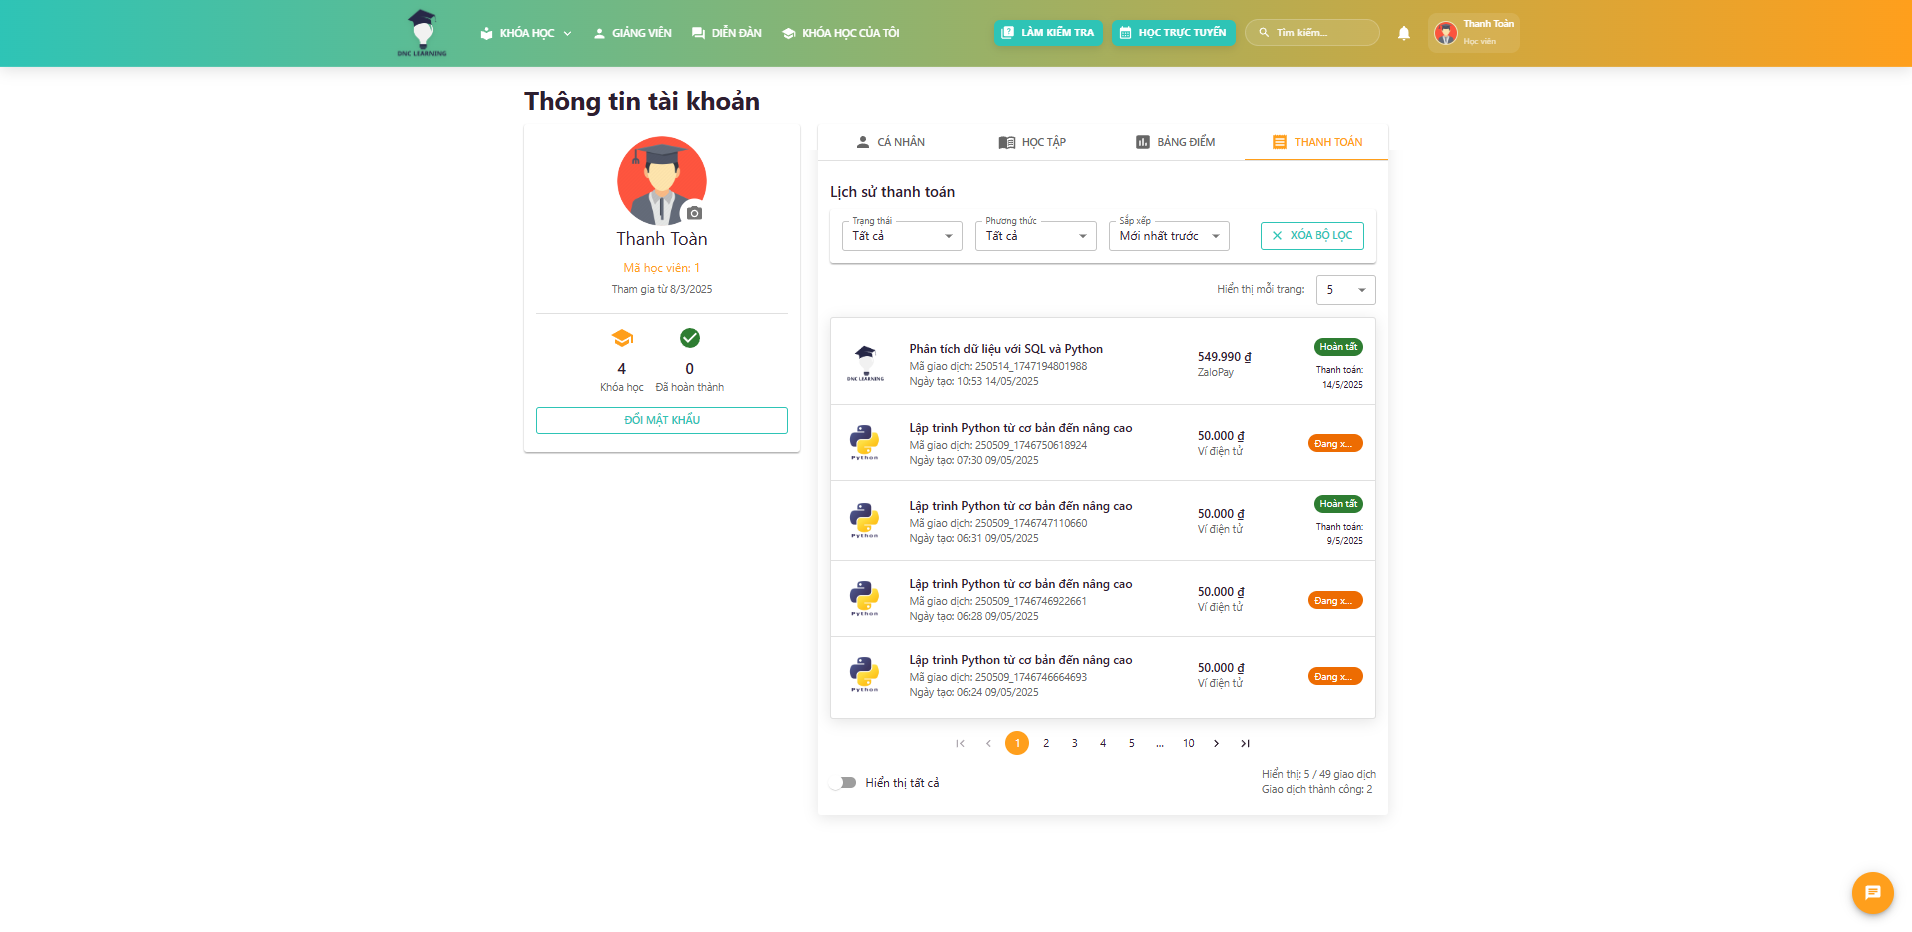 DNC LEARNING
KHÓA HỌC
GIẢNG VIÊN
DIỄN ĐÀN
KHÓA HỌC CỦA TÔI
LÀM KIỂM TRA
HỌC TRỰC TUYẾN
Tìm kiếm...
Thanh Toàn
Học viên
Thông tin tài khoản
Thanh Toàn
Mã học viên: 1
Tham gia từ 8/3/2025
4
Khóa học
0
Đã hoàn thành
ĐỔI MẬT KHẨU
CÁ NHÂN
HỌC TẬP
BẢNG ĐIỂM
THANH TOÁN
Lịch sử thanh toán
Trạng thái
Tất cả
Phương thức
Tất cả
Sắp xếp
Mới nhất trước
XÓA BỘ LỌC
Hiển thị mỗi trang:
5
DNC LEARNING
Phân tích dữ liệu với SQL và Python
Mã giao dịch: 250514_1747194801988
Ngày tạo: 10:53 14/05/2025
549.990 ₫
ZaloPay
Hoàn tất
Thanh toán:
14/5/2025
Python
Lập trình Python từ cơ bản đến nâng cao
Mã giao dịch: 250509_1746750618924
Ngày tạo: 07:30 09/05/2025
50.000 ₫
Ví điện tử
Đang x...
Python
Lập trình Python từ cơ bản đến nâng cao
Mã giao dịch: 250509_1746747110660
Ngày tạo: 06:31 09/05/2025
50.000 ₫
Ví điện tử
Hoàn tất
Thanh toán:
9/5/2025
Python
Lập trình Python từ cơ bản đến nâng cao
Mã giao dịch: 250509_1746746922661
Ngày tạo: 06:28 09/05/2025
50.000 ₫
Ví điện tử
Đang x...
Python
Lập trình Python từ cơ bản đến nâng cao
Mã giao dịch: 250509_1746746664693
Ngày tạo: 06:24 09/05/2025
50.000 ₫
Ví điện tử
Đang x...
1 2 3 4 5 ... 10
Hiển thị tất cả
Hiển thị: 5 / 49 giao dịch
Giao dịch thành công: 2